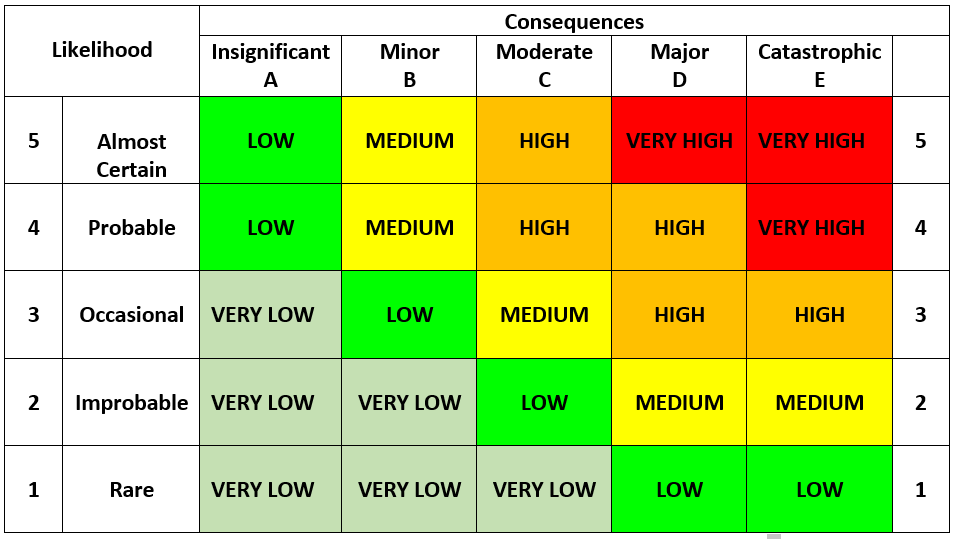 Likelihood
Consequences
Insignificant
A
Minor
B
Moderate
C
Major
D
Catastrophic
E
5
Almost
Certain
LOW
MEDIUM
HIGH
VERY HIGH
VERY HIGH
5
4
Probable
LOW
MEDIUM
HIGH
HIGH
VERY HIGH
4
3
Occasional
VERY LOW
LOW
MEDIUM
HIGH
HIGH
3
2
Improbable
VERY LOW
VERY LOW
LOW
MEDIUM
MEDIUM
2
1
Rare
VERY LOW
VERY LOW
VERY LOW
LOW
LOW
1